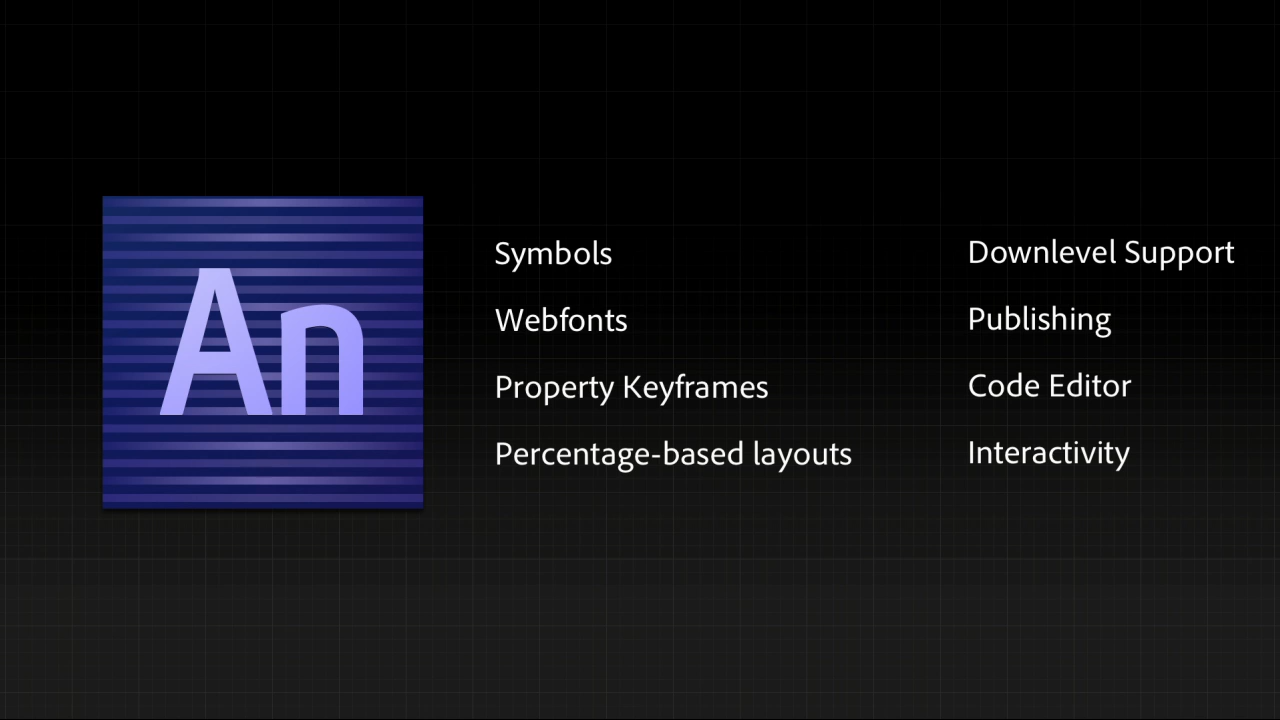 An
Symbols
Webfonts
Property Keyframes
Percentage-based layouts
Downlevel Support
Publishing
Code Editor
Interactivity